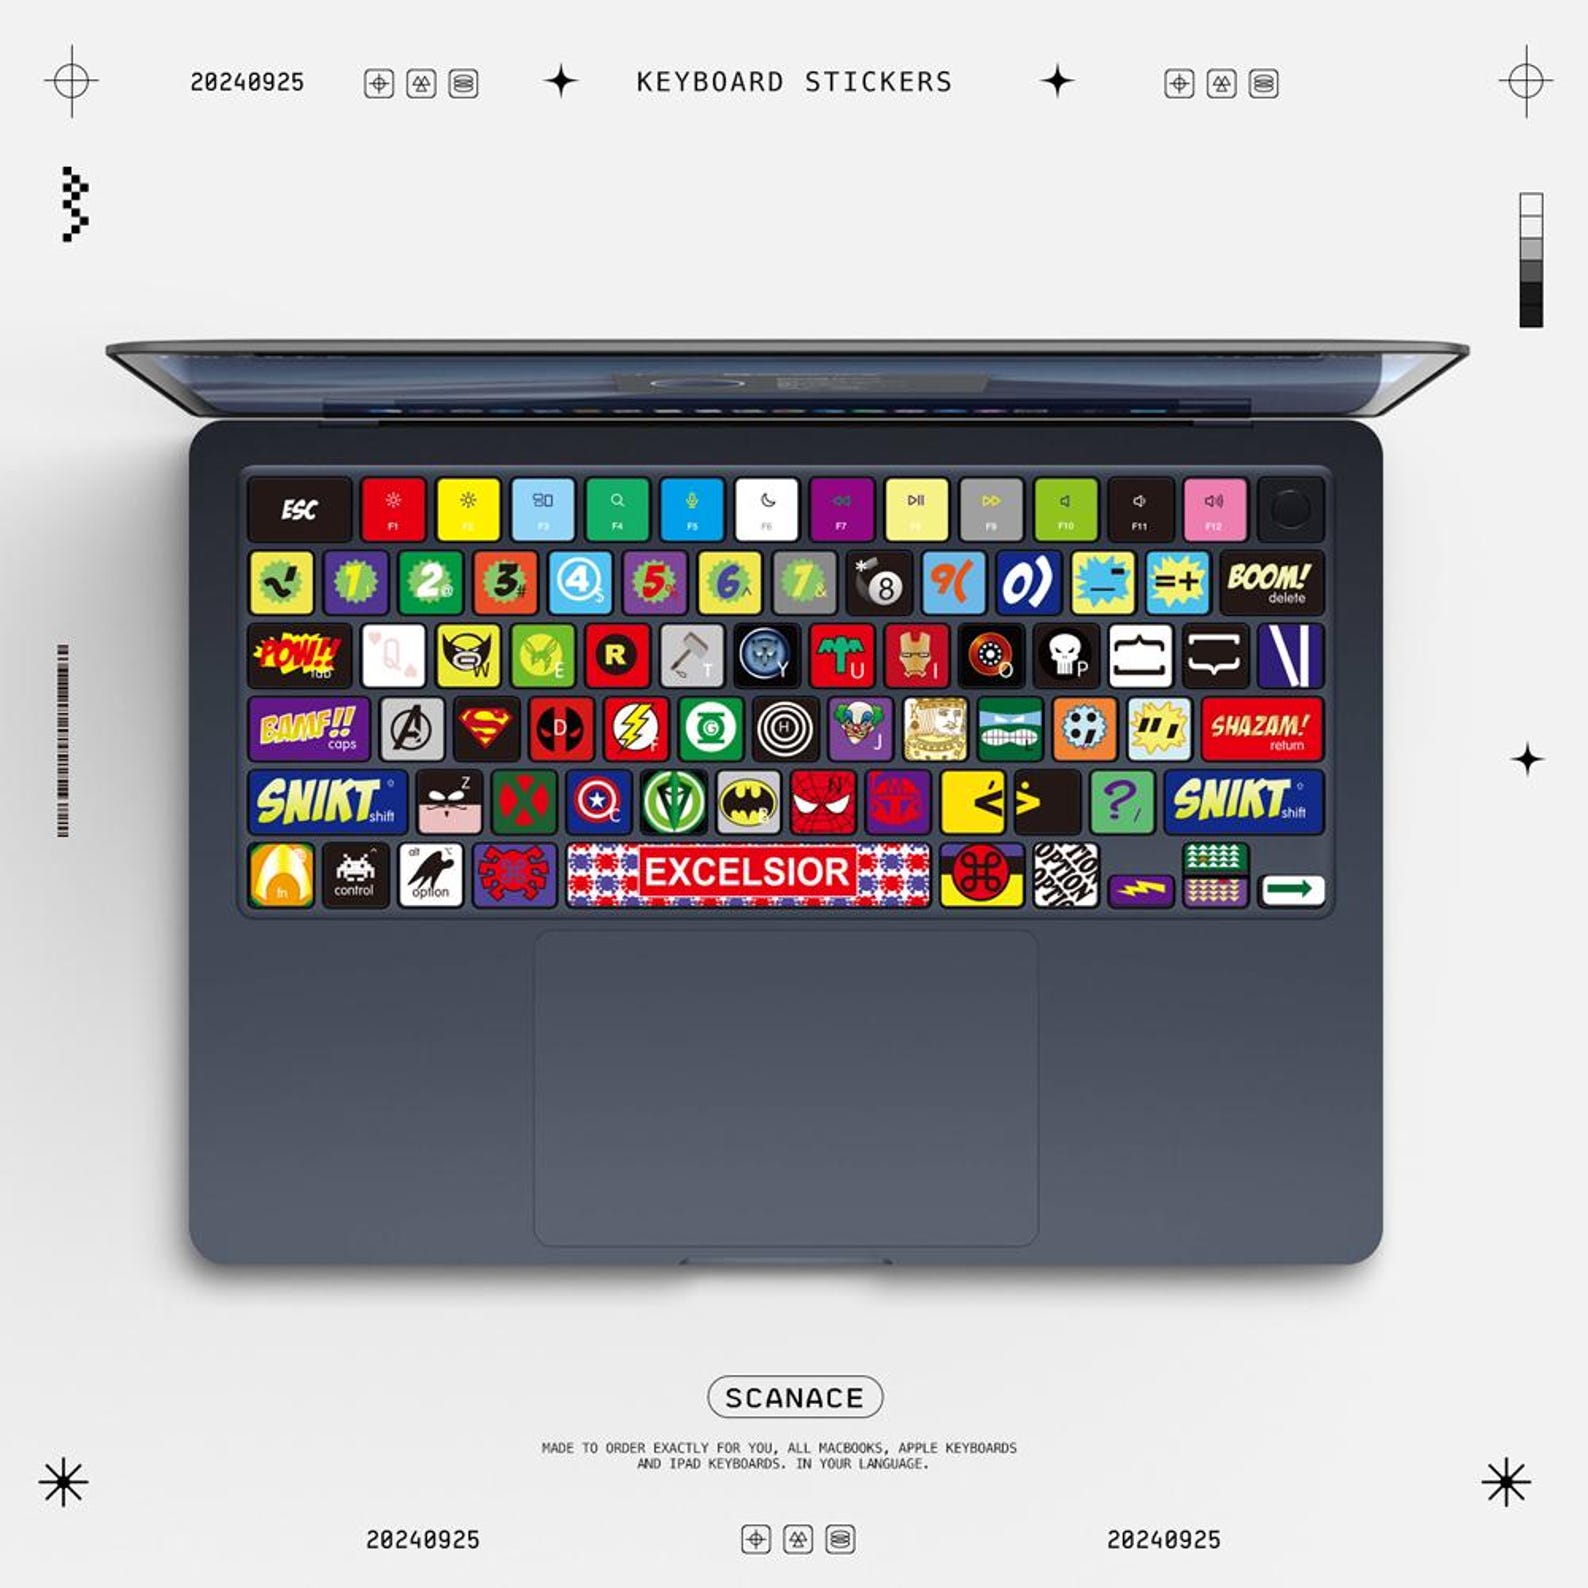 20240925 KEYBOARD STICKERS
ESC F1 F2 F3 F4 F5 F6 F7 F9 F10 F11 F12
1 2 @ 3 # 4 $ 5 6 ^ 7 & * 8 9( 0) - =+ BOOM! delete
POW!! tab Q W E R T Y U I O P { } \|
BAMF!! caps A S D F G H J : ; " ' SHAZAM! return
SNIKT shift Z X C V B N M < > ? / SNIKT shift
fn ^ control alt option ⌘ EXCELSIOR ⌘ OPTION OPTION OPTION
SCANACE
MADE TO ORDER EXACTLY FOR YOU, ALL MACBOOKS, APPLE KEYBOARDS
AND IPAD KEYBOARDS. IN YOUR LANGUAGE.
20240925 20240925